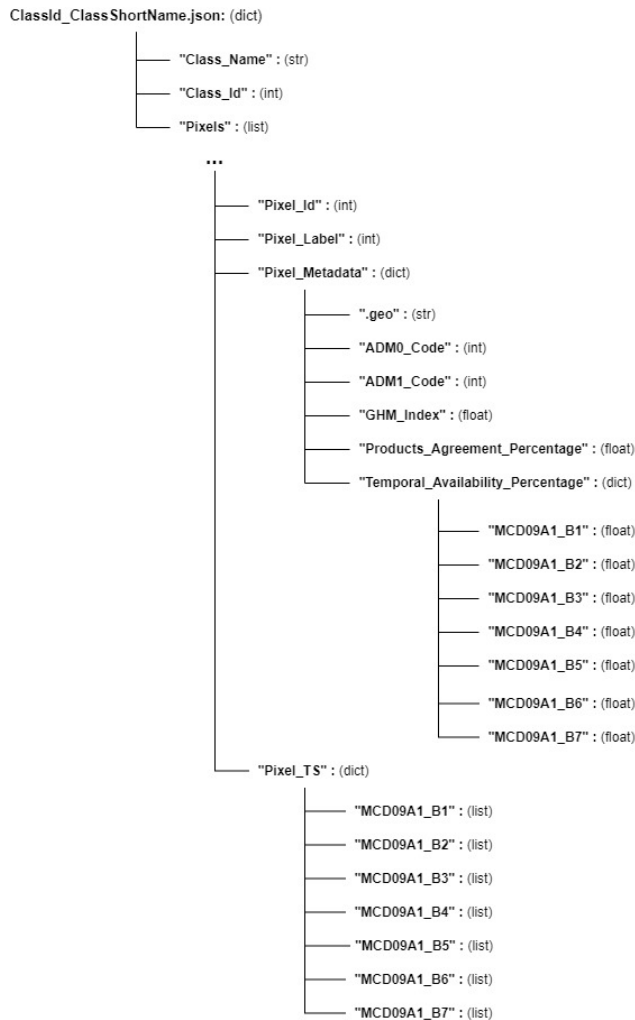 ClassId_ClassShortName.json: (dict)
"Class_Name" : (str)
"Class_Id" : (int)
"Pixels" : (list)
...
"Pixel_Id" : (int)
"Pixel_Label" : (int)
"Pixel_Metadata" : (dict)
".geo" : (str)
"ADM0_Code" : (int)
"ADM1_Code" : (int)
"GHM_Index" : (float)
"Products_Agreement_Percentage" : (float)
"Temporal_Availability_Percentage" : (dict)
"MCD09A1_B1" : (float)
"MCD09A1_B2" : (float)
"MCD09A1_B3" : (float)
"MCD09A1_B4" : (float)
"MCD09A1_B5" : (float)
"MCD09A1_B6" : (float)
"MCD09A1_B7" : (float)
"Pixel_TS" : (dict)
"MCD09A1_B1" : (list)
"MCD09A1_B2" : (list)
"MCD09A1_B3" : (list)
"MCD09A1_B4" : (list)
"MCD09A1_B5" : (list)
"MCD09A1_B6" : (list)
"MCD09A1_B7" : (list)